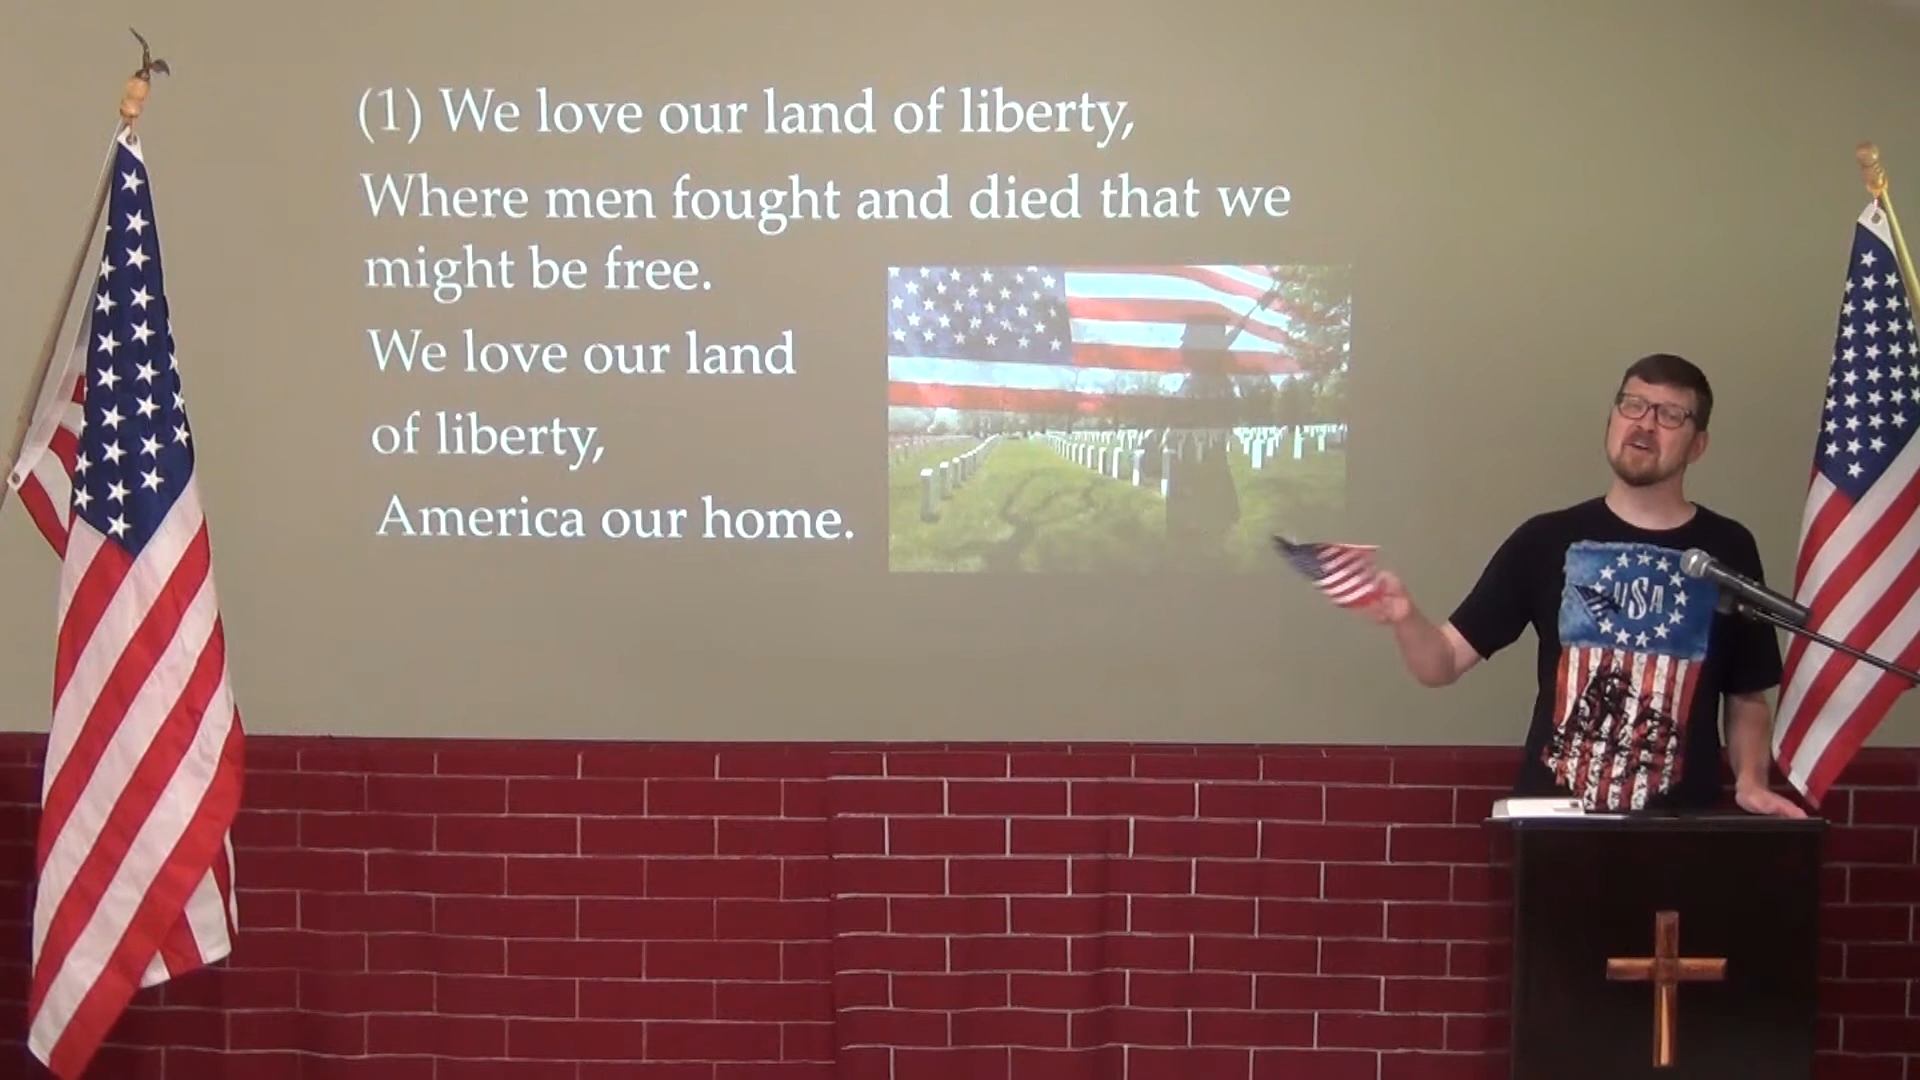 (1) We love our land of liberty,
Where men fought and died that we
might be free.
We love our land
of liberty,
America our home.
USA